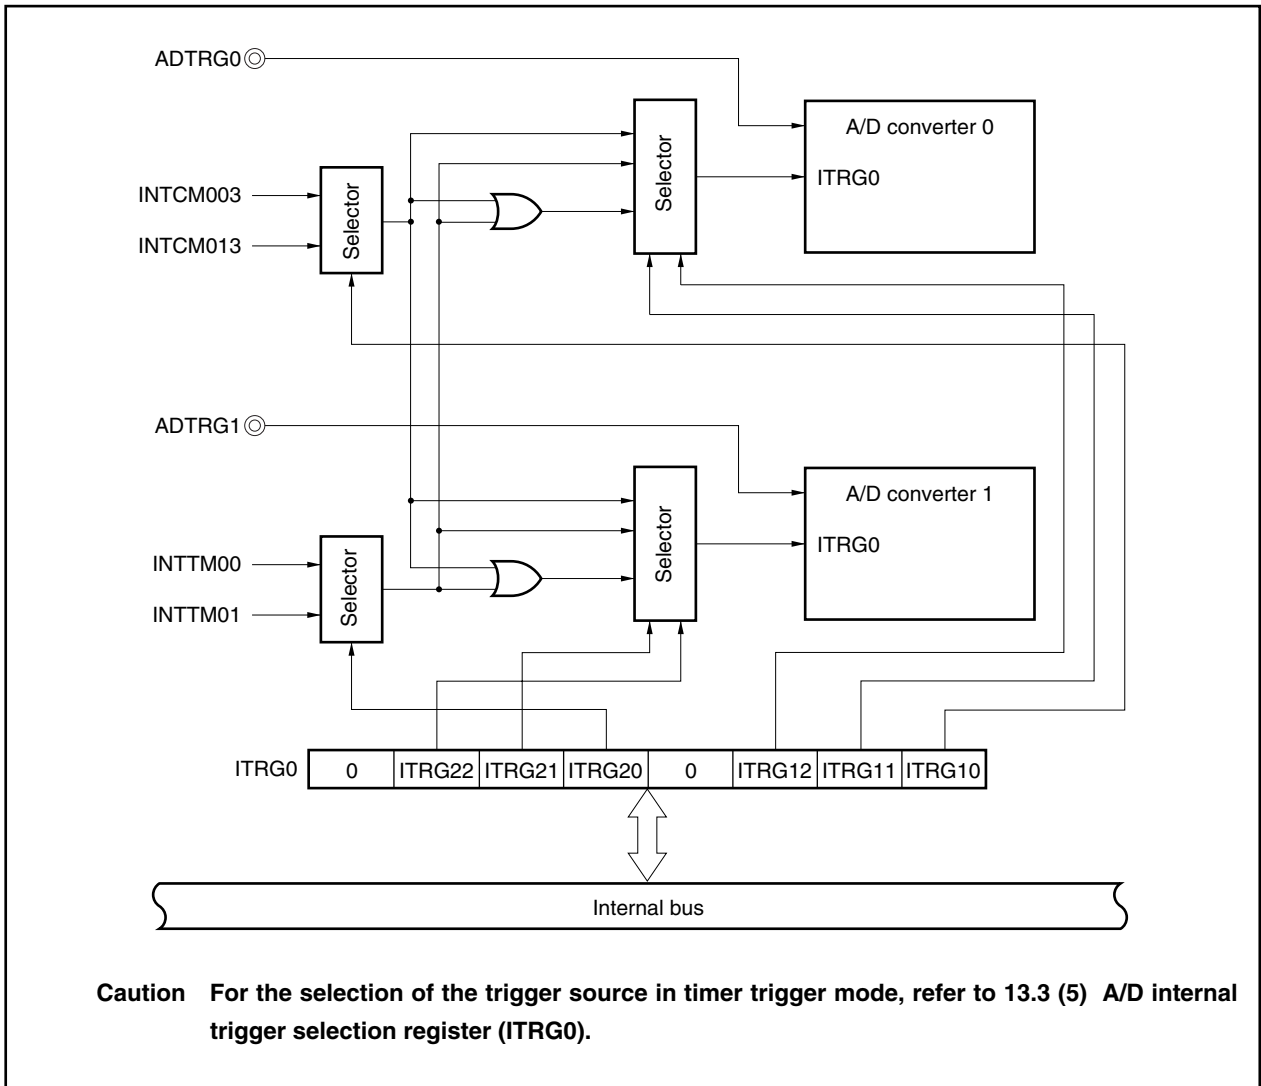 ADTRG0
A/D converter 0
Selector
ITRG0
INTCM003
Selector
INTCM013
ADTRG1
A/D converter 1
Selector
ITRG0
INTTM00
Selector
INTTM01
ITRG0 0 ITRG22 ITRG21 ITRG20 0 ITRG12 ITRG11 ITRG10
Internal bus
Caution For the selection of the trigger source in timer trigger mode, refer to 13.3 (5) A/D internal
trigger selection register (ITRG0).